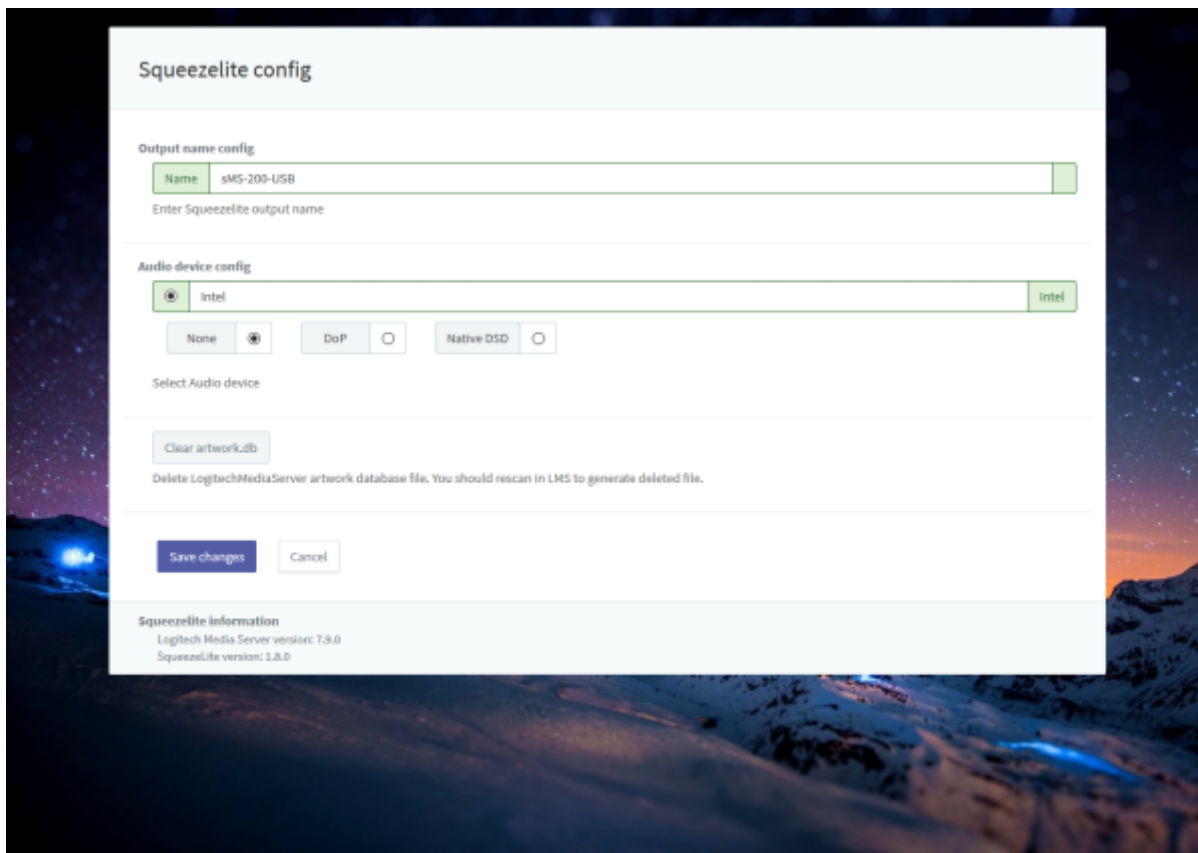 Squeezelite config
Output name config
Name sMS-200-USB
Enter Squeezelite output name
Audio device config
Intel Intel
None DoP Native DSD
Select Audio device
Clear artwork.db
Delete LogitechMediaServer artwork database file. You should rescan in LMS to generate deleted file.
Save changes Cancel
Squeezelite information
Logitech Media Server version: 7.9.0
SqueezeLite version: 1.8.0